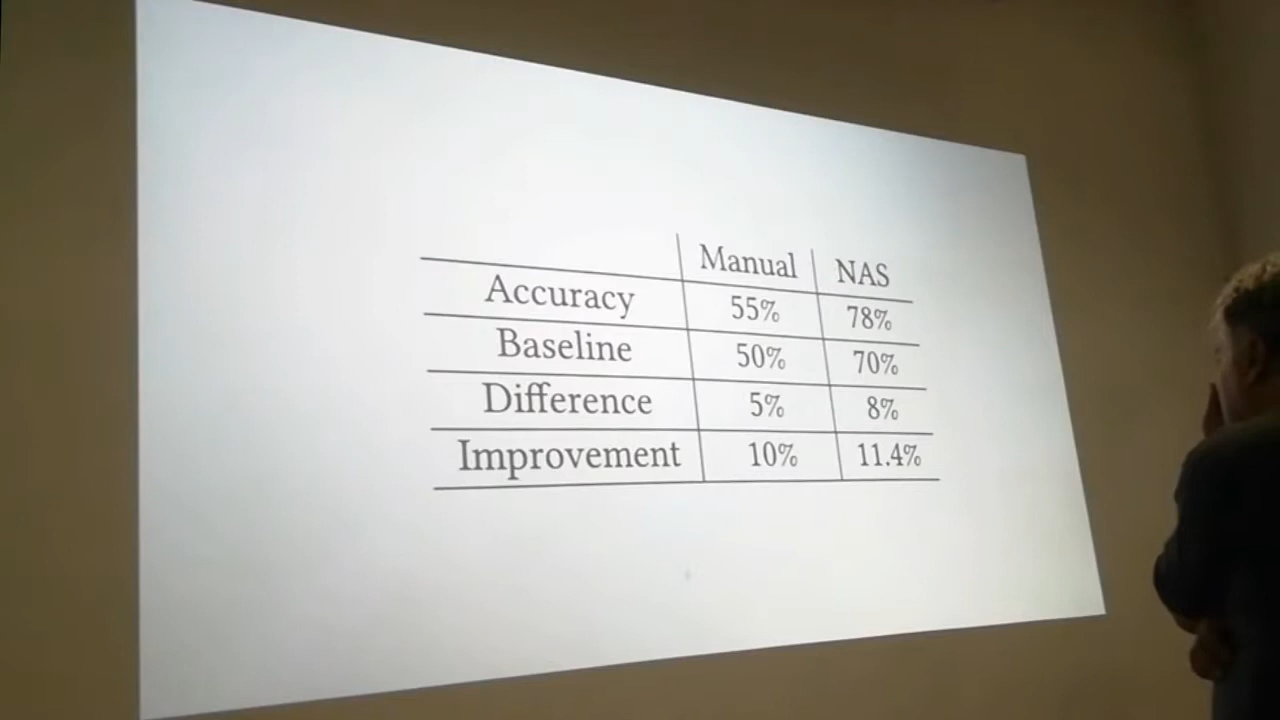 Manual NAS
Accuracy 55% 78%
Baseline 50% 70%
Difference 5% 8%
Improvement 10% 11.4%